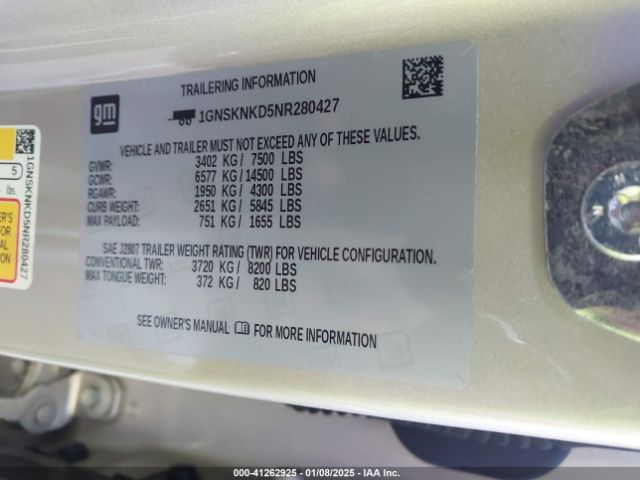 TRAILERING INFORMATION
gm
1GNSKNKD5NR280427
VEHICLE AND TRAILER MUST NOT EXCEED ANY OF THESE VALUES.
GVWR: 3402 KG / 7500 LBS
GCWR: 6577 KG / 14500 LBS
RGAWR: 1950 KG / 4300 LBS
CURB WEIGHT: 2651 KG / 5845 LBS
MAX PAYLOAD: 751 KG / 1655 LBS
SAE J2807 TRAILER WEIGHT RATING (TWR) FOR VEHICLE CONFIGURATION.
CONVENTIONAL TWR: 3720 KG / 8200 LBS
MAX TONGUE WEIGHT: 372 KG / 820 LBS
SEE OWNER'S MANUAL FOR MORE INFORMATION
5
lbs.
1GNSKNKD5NR280427
000-41262925 - 01/08/2025 - IAA Inc.